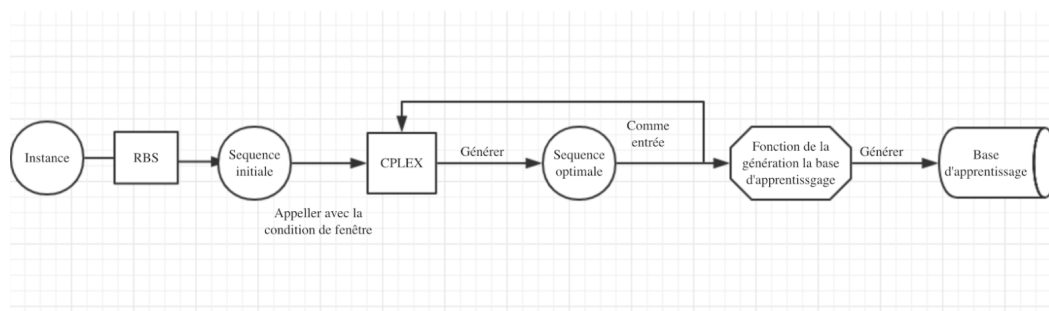 Instance
RBS
Sequence
initiale
Appeller avec la
condition de fenêtre
CPLEX
Générer
Sequence
optimale
Comme
entrée
Fonction de la
génération la base
d'apprentissgage
Générer
Base
d'apprentissage